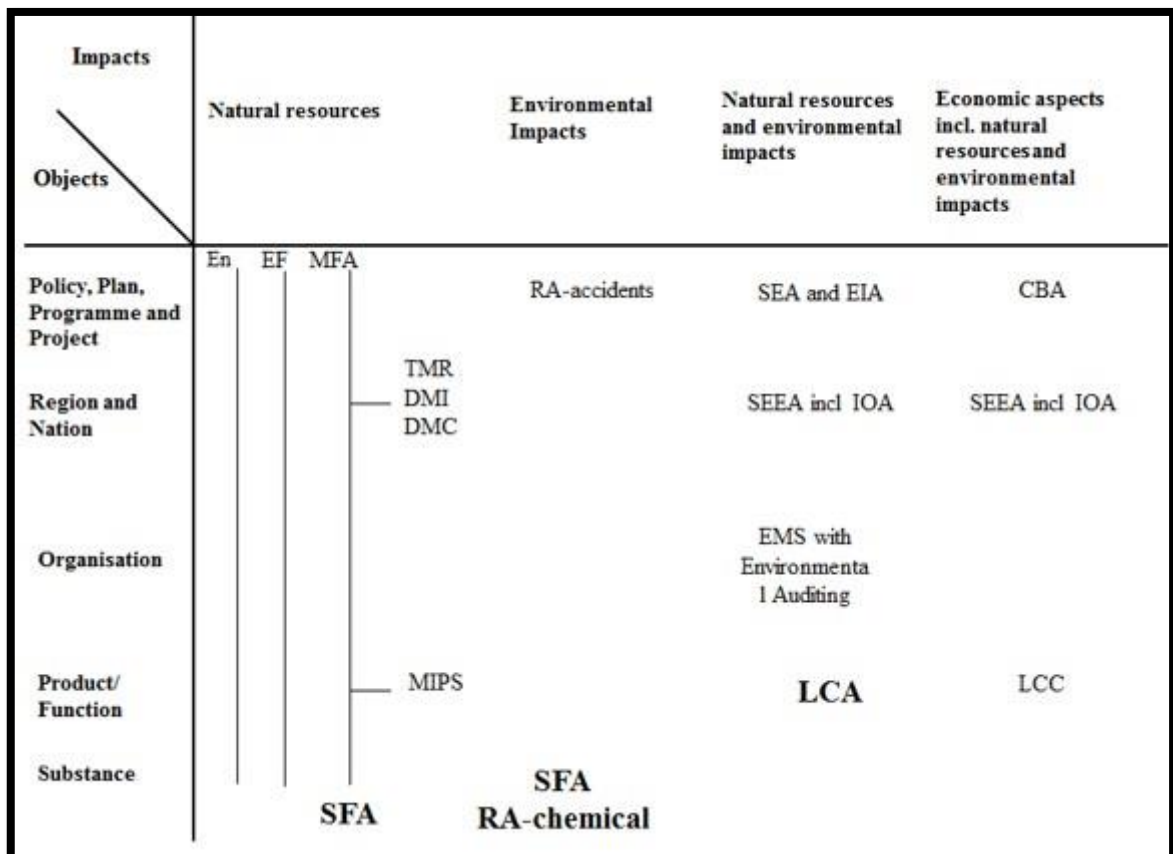 Impacts
Objects
Natural resources
Environmental
Impacts
Natural resources
and environmental
impacts
Economic aspects
incl. natural
resources and
environmental
impacts
En EF MFA
Policy, Plan,
Programme and
Project
RA-accidents
SEA and EIA
CBA
Region and
Nation
TMR
DMI
DMC
SEEA incl IOA
SEEA incl IOA
Organisation
EMS with
Environmenta
l Auditing
Product/
Function
MIPS
LCA
LCC
Substance
SFA
SFA
RA-chemical